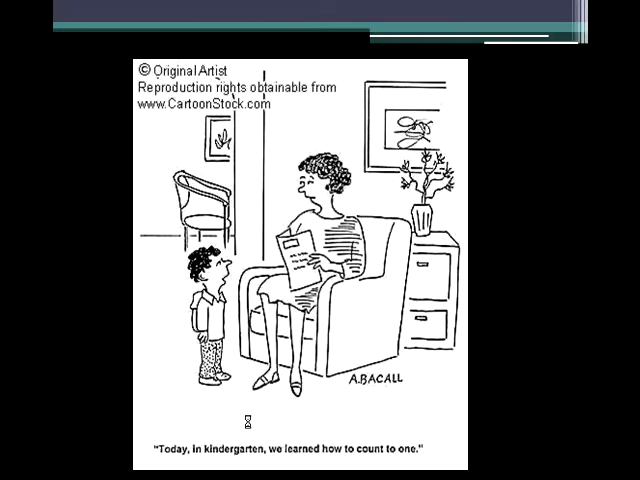 © Original Artist
Reproduction rights obtainable from
www.CartoonStock.com
A.BACALL
"Today, in kindergarten, we learned how to count to one."